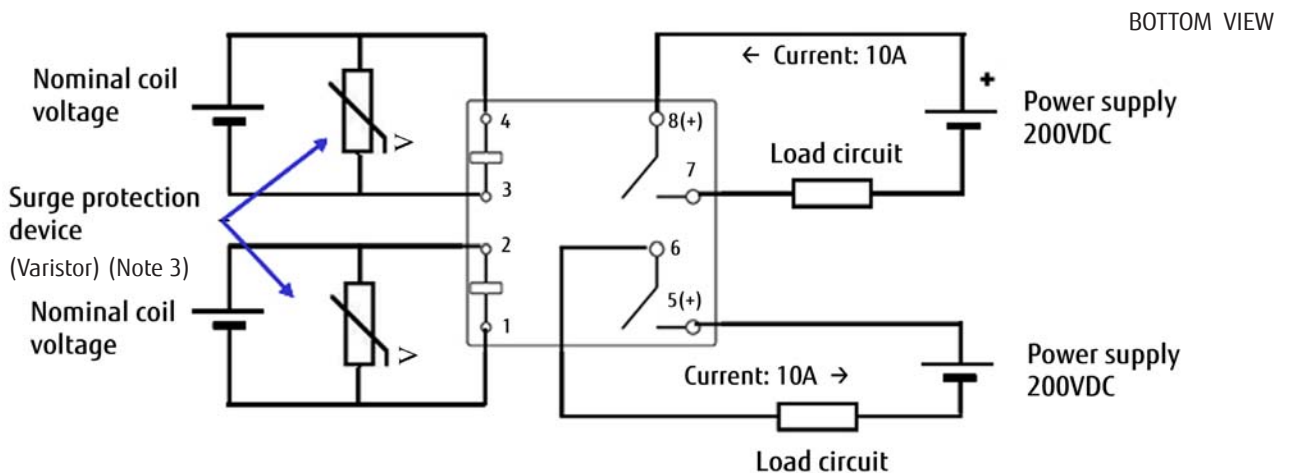 BOTTOM VIEW
← Current: 10A
Nominal coil
voltage
+
Power supply
200VDC
4
8(+)
V
Load circuit
7
3
Surge protection
device
(Varistor) (Note 3)
2
6
Nominal coil
voltage
5(+)
1
V
Power supply
200VDC
Current: 10A →
Load circuit